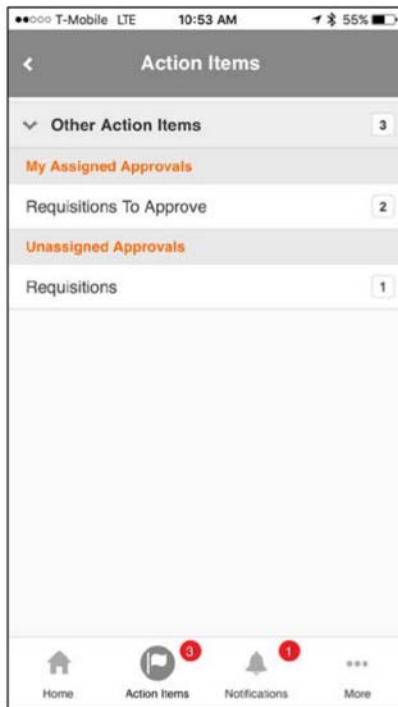 T-Mobile LTE 10:53 AM 55%
Action Items
Other Action Items 3
My Assigned Approvals
Requisitions To Approve 2
Unassigned Approvals
Requisitions 1
3 1
Home Action Items Notifications More